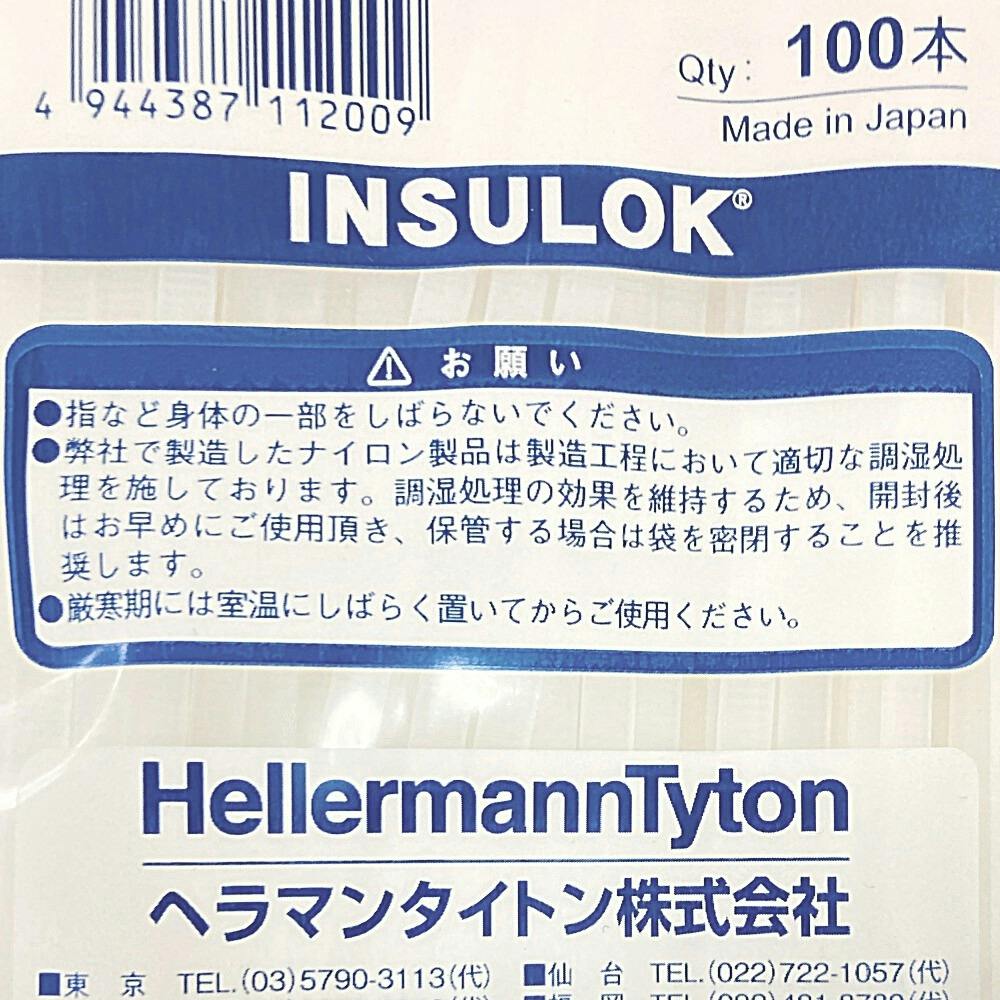 4 944387 112009
Qty: 100本
Made in Japan
INSULOK®
⚠ お願い
●指など身体の一部をしばらないでください。
●弊社で製造したナイロン製品は製造工程において適切な調湿処
理を施しております。調湿処理の効果を維持するため、開封後
はお早めにご使用頂き、保管する場合は袋を密閉することを推
奨します。
●厳寒期には室温にしばらく置いてからご使用ください。
HellermannTyton
ヘラマンタイトン株式会社
■東 京 TEL.(03)5790-3113(代) ■仙 台 TEL.(022)722-1057(代)